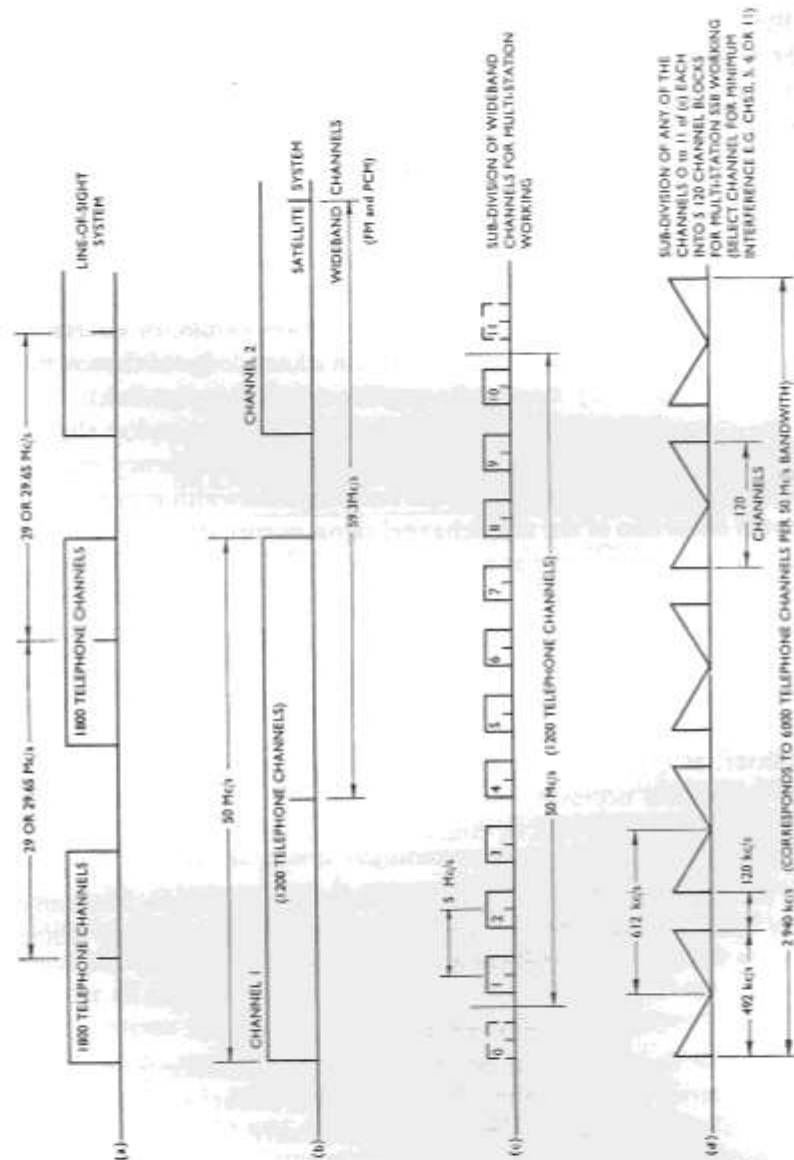 LINE-OF-SIGHT
SYSTEM
29 OR 29.65 Mc/s
29 OR 29.65 Mc/s
1800 TELEPHONE CHANNELS
1800 TELEPHONE CHANNELS
(a)
SATELLITE SYSTEM
WIDEBAND CHANNELS
(FM and PCM)
CHANNEL 1
50 Mc/s
(1200 TELEPHONE CHANNELS)
CHANNEL 2
59.3Mc/s
(b)
SUB-DIVISION OF WIDEBAND
CHANNELS FOR MULTI-STATION
WORKING
0 1 2 3 4 5 6 7 8 9 10 11
5 Mc/s
50 Mc/s (1200 TELEPHONE CHANNELS)
(c)
SUB-DIVISION OF ANY OF THE
CHANNELS O to 11 of (c) EACH
INTO 5 120 CHANNEL BLOCKS
FOR MULTI-STATION SSB WORKING
(SELECT CHANNEL FOR MINIMUM
INTERFERENCE E.G. CHS.0, 5, 6 OR 11)
612 kc/s
492 kc/s
120 kc/s
120
CHANNELS
2 940 kc/s (CORRESPONDS TO 6000 TELEPHONE CHANNELS PER 50 Mc/s BANDWITH)
(d)